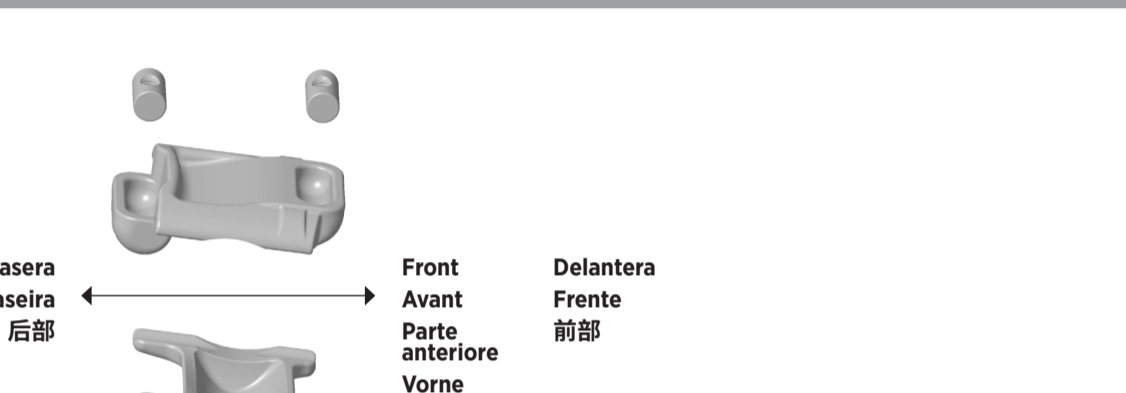 asera
aseira
后部
Front
Avant
Parte
anteriore
Vorne
Delantera
Frente
前部